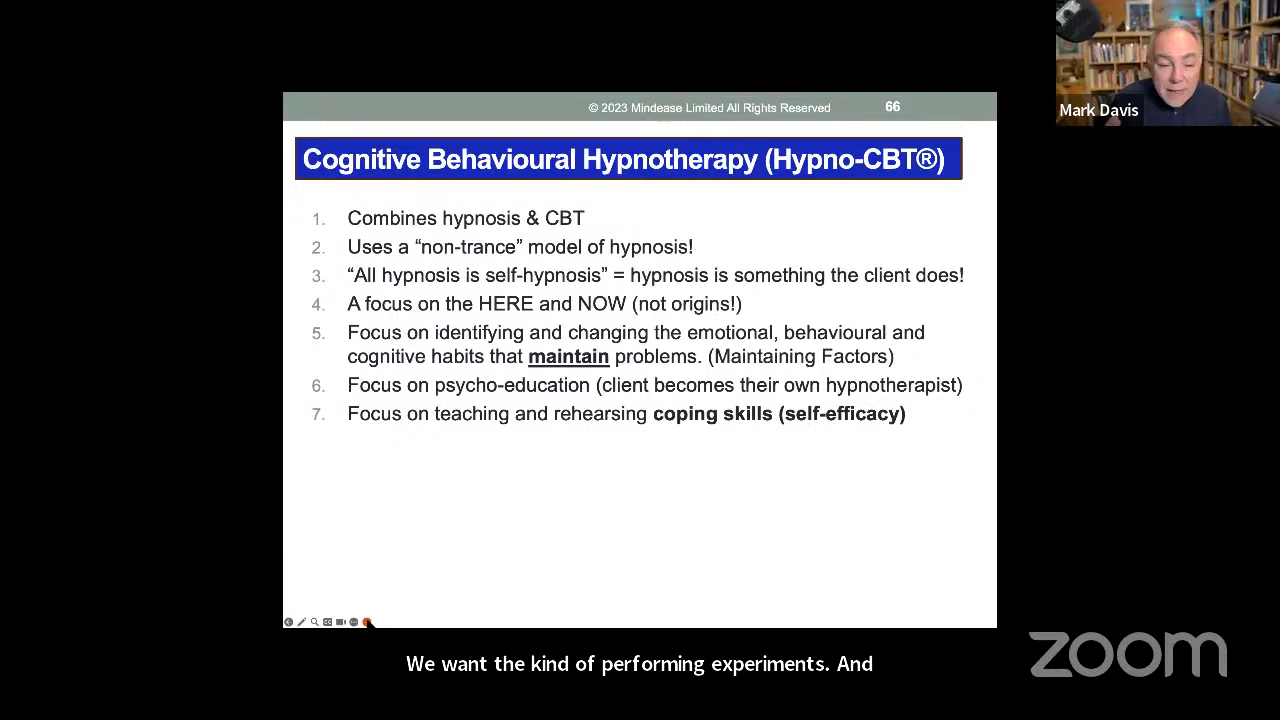 Mark Davis
© 2023 Mindease Limited All Rights Reserved 66
Cognitive Behavioural Hypnotherapy (Hypno-CBT®)
1. Combines hypnosis & CBT
2. Uses a “non-trance” model of hypnosis!
3. “All hypnosis is self-hypnosis” = hypnosis is something the client does!
4. A focus on the HERE and NOW (not origins!)
5. Focus on identifying and changing the emotional, behavioural and
cognitive habits that maintain problems. (Maintaining Factors)
6. Focus on psycho-education (client becomes their own hypnotherapist)
7. Focus on teaching and rehearsing coping skills (self-efficacy)
We want the kind of performing experiments. And
zoom